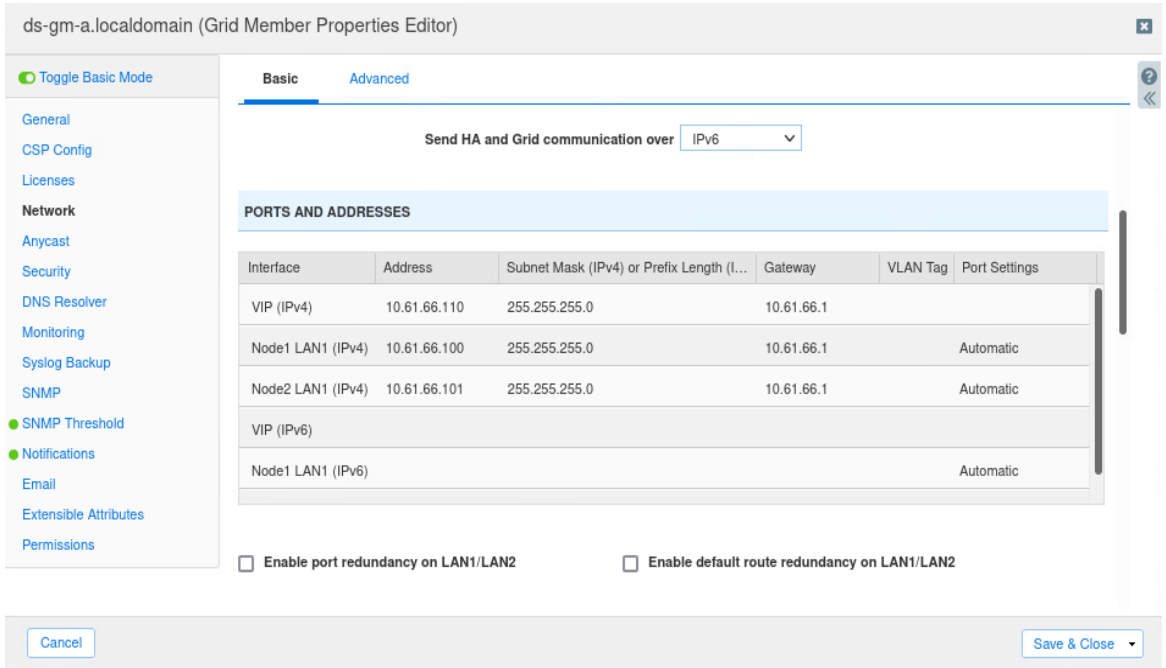 ds-gm-a.localdomain (Grid Member Properties Editor)
Toggle Basic Mode
General
CSP Config
Licenses
Network
Anycast
Security
DNS Resolver
Monitoring
Syslog Backup
SNMP
SNMP Threshold
Notifications
Email
Extensible Attributes
Permissions
Basic Advanced
Send HA and Grid communication over IPv6
PORTS AND ADDRESSES
Interface Address Subnet Mask (IPv4) or Prefix Length (I... Gateway VLAN Tag Port Settings
VIP (IPv4) 10.61.66.110 255.255.255.0 10.61.66.1
Node1 LAN1 (IPv4) 10.61.66.100 255.255.255.0 10.61.66.1 Automatic
Node2 LAN1 (IPv4) 10.61.66.101 255.255.255.0 10.61.66.1 Automatic
VIP (IPv6)
Node1 LAN1 (IPv6) Automatic
Enable port redundancy on LAN1/LAN2 Enable default route redundancy on LAN1/LAN2
Cancel Save & Close